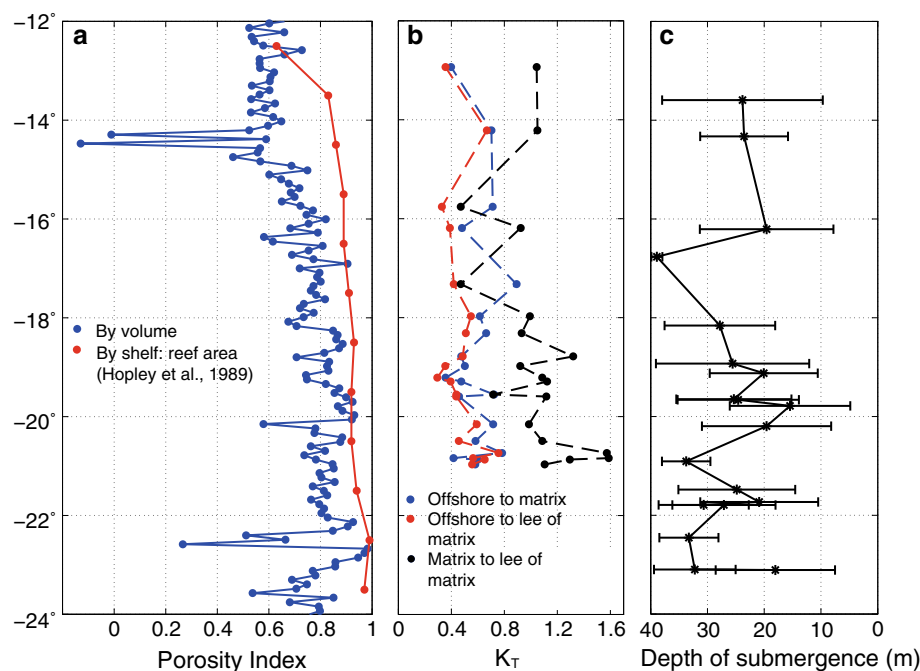 a
b
c
−12°
−14°
−16°
−18°
−20°
−22°
−24°
By volume
By shelf: reef area
(Hopley et al., 1989)
Offshore to matrix
Offshore to lee of
matrix
Matrix to lee of
matrix
0 0.2 0.4 0.6 0.8 1
0 0.4 0.8 1.2 1.6
40 30 20 10 0
Porosity Index
K_T
Depth of submergence (m)